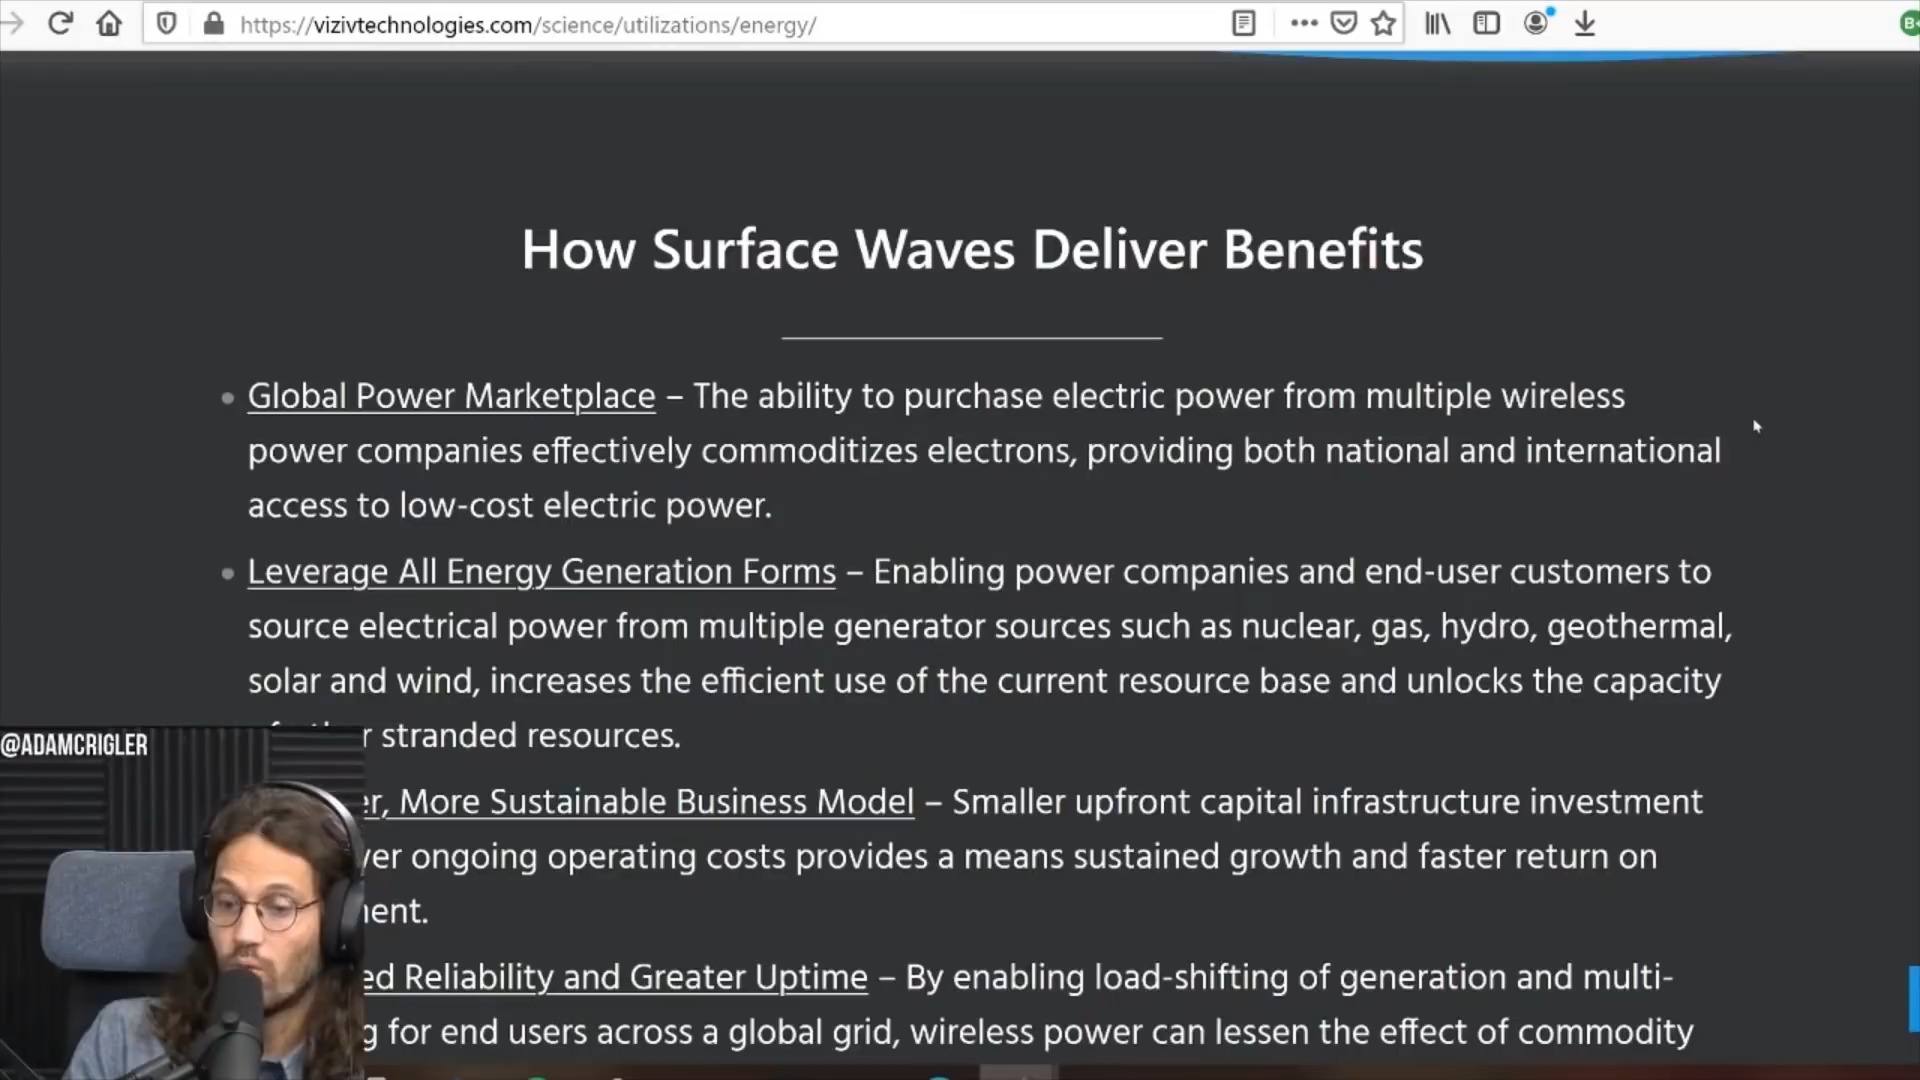 https://vizivtechnologies.com/science/utilizations/energy/
How Surface Waves Deliver Benefits
Global Power Marketplace – The ability to purchase electric power from multiple wireless
power companies effectively commoditizes electrons, providing both national and international
access to low-cost electric power.
Leverage All Energy Generation Forms – Enabling power companies and end-user customers to
source electrical power from multiple generator sources such as nuclear, gas, hydro, geothermal,
solar and wind, increases the efficient use of the current resource base and unlocks the capacity
stranded resources.
@ADAMCRIGLER
More Sustainable Business Model – Smaller upfront capital infrastructure investment
ongoing operating costs provides a means sustained growth and faster return on
Reliability and Greater Uptime – By enabling load-shifting of generation and multi-
for end users across a global grid, wireless power can lessen the effect of commodity